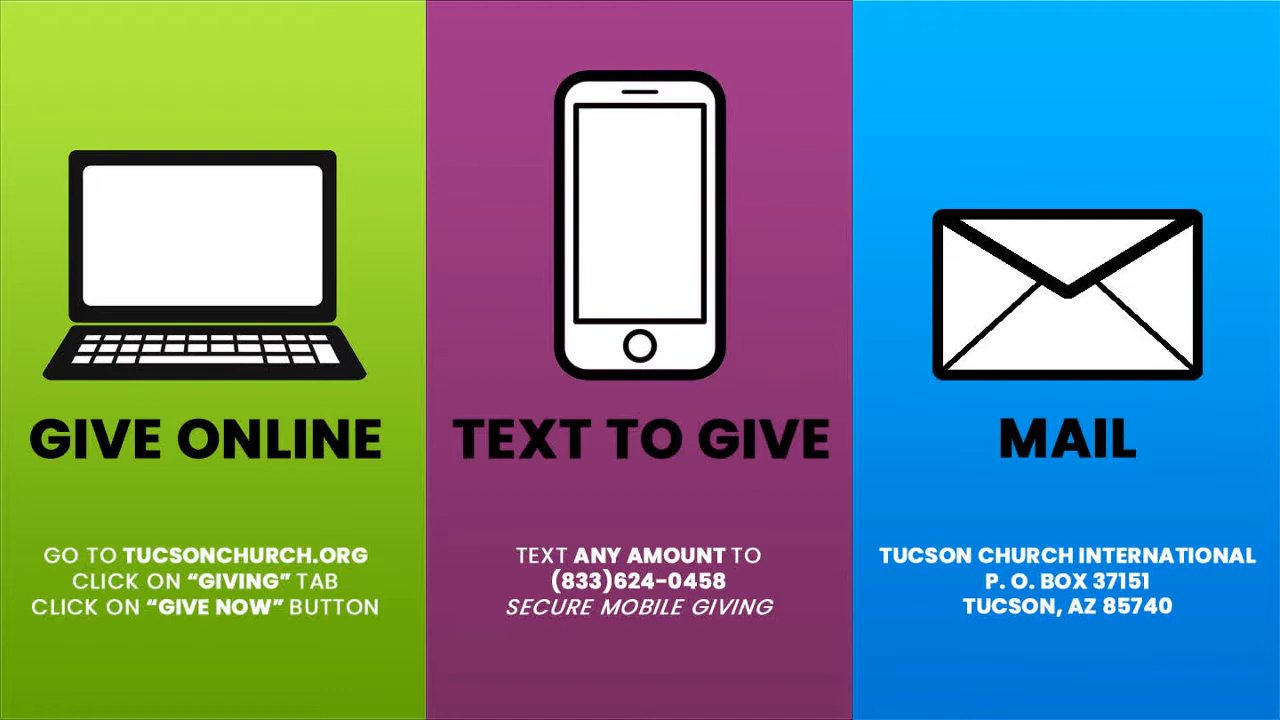 GIVE ONLINE
GO TO TUCSONCHURCH.ORG
CLICK ON “GIVING” TAB
CLICK ON “GIVE NOW” BUTTON
TEXT TO GIVE
TEXT ANY AMOUNT TO
(833)624-0458
SECURE MOBILE GIVING
MAIL
TUCSON CHURCH INTERNATIONAL
P. O. BOX 37151
TUCSON, AZ 85740